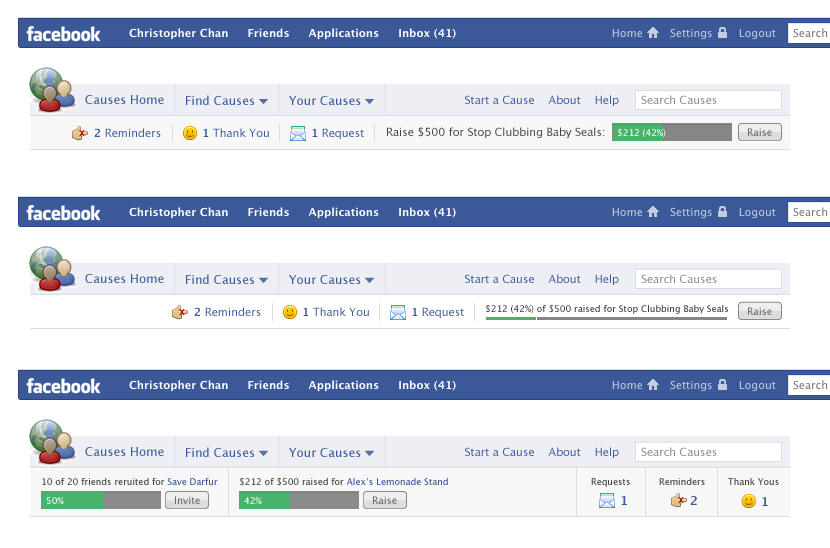 facebook Christopher Chan Friends Applications Inbox (41) Home Settings Logout Search
Causes Home Find Causes Your Causes Start a Cause About Help Search Causes
2 Reminders 1 Thank You 1 Request Raise $500 for Stop Clubbing Baby Seals: $212 (42%) Raise
facebook Christopher Chan Friends Applications Inbox (41) Home Settings Logout Search
Causes Home Find Causes Your Causes Start a Cause About Help Search Causes
2 Reminders 1 Thank You 1 Request $212 (42%) of $500 raised for Stop Clubbing Baby Seals Raise
facebook Christopher Chan Friends Applications Inbox (41) Home Settings Logout Search
Causes Home Find Causes Your Causes Start a Cause About Help Search Causes
10 of 20 friends reruited for Save Darfur $212 of $500 raised for Alex's Lemonade Stand Requests Reminders Thank Yous
50% Invite 42% Raise 1 2 1